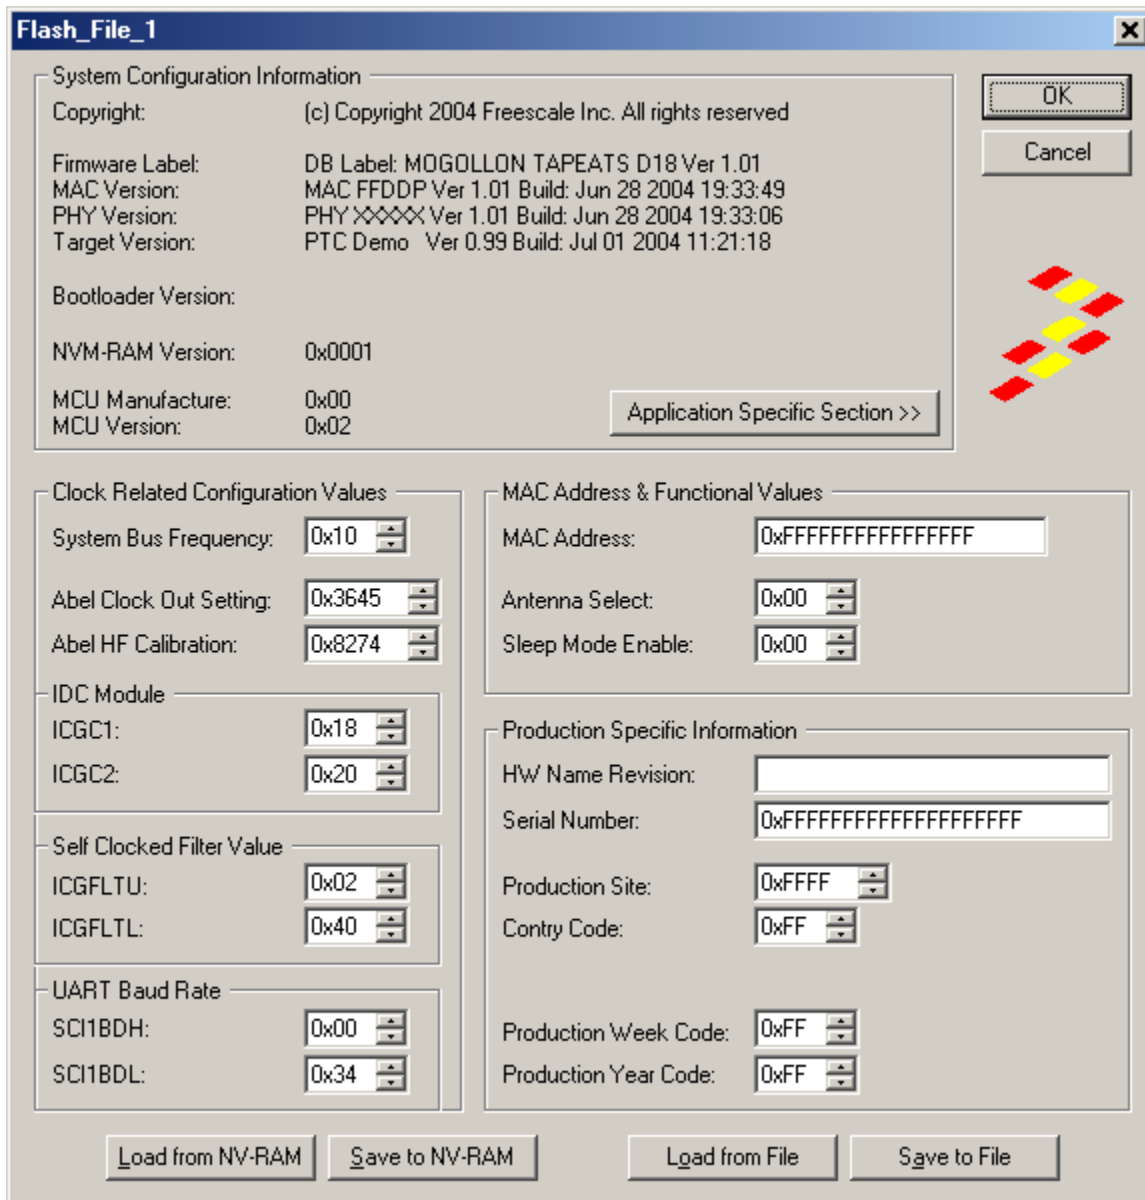 Flash_File_1
System Configuration Information
Copyright: (c) Copyright 2004 Freescale Inc. All rights reserved
Firmware Label: DB Label: MOGOLLON TAPEATS D18 Ver 1.01
MAC Version: MAC FFDDP Ver 1.01 Build: Jun 28 2004 19:33:49
PHY Version: PHY XXXXX Ver 1.01 Build: Jun 28 2004 19:33:06
Target Version: PTC Demo Ver 0.99 Build: Jul 01 2004 11:21:18
Bootloader Version:
NVM-RAM Version: 0x0001
MCU Manufacture: 0x00
MCU Version: 0x02
Application Specific Section >>
OK
Cancel
Clock Related Configuration Values
System Bus Frequency: 0x10
Abel Clock Out Setting: 0x3645
Abel HF Calibration: 0x8274
IDC Module
ICGC1: 0x18
ICGC2: 0x20
Self Clocked Filter Value
ICGFLTU: 0x02
ICGFLTL: 0x40
UART Baud Rate
SCI1BDH: 0x00
SCI1BDL: 0x34
MAC Address & Functional Values
MAC Address: 0xFFFFFFFFFFFFFFFF
Antenna Select: 0x00
Sleep Mode Enable: 0x00
Production Specific Information
HW Name Revision:
Serial Number: 0xFFFFFFFFFFFFFFFFFFFF
Production Site: 0xFFFF
Contry Code: 0xFF
Production Week Code: 0xFF
Production Year Code: 0xFF
Load from NV-RAM
Save to NV-RAM
Load from File
Save to File